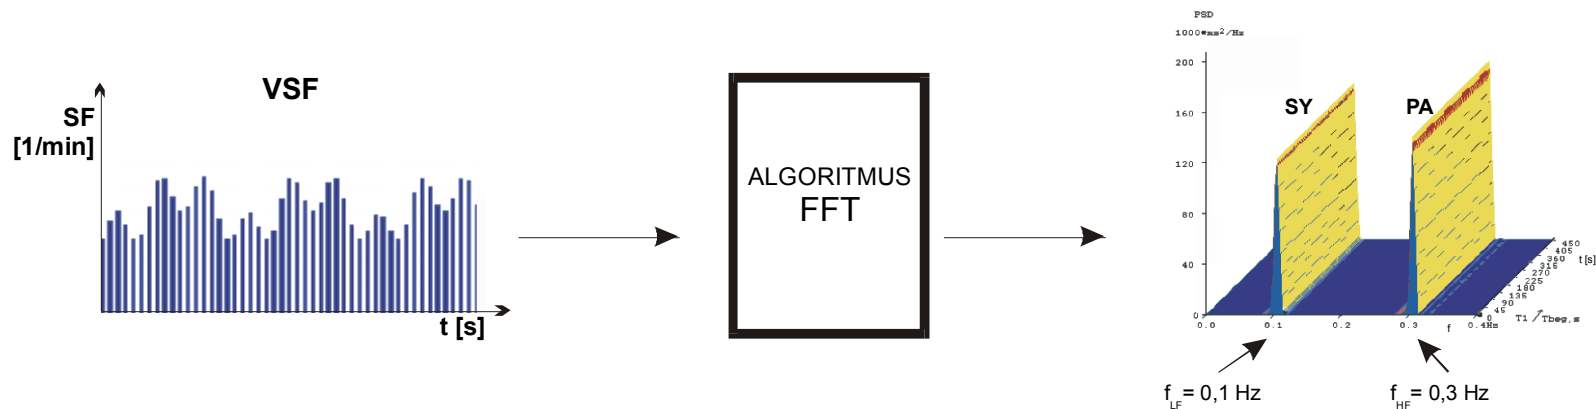 VSF
SF
[1/min]
t [s]
ALGORITMUS
FFT
PSD
1000*ms²/Hz
200
160
120
80
40
0
SY
PA
450
405
360
315
270
225
180
135
90
45
0
t [s]
T1 / Tbeg.s
0.0
0.1
0.2
0.3
f
0.4Hz
f LF = 0,1 Hz
f HF = 0,3 Hz